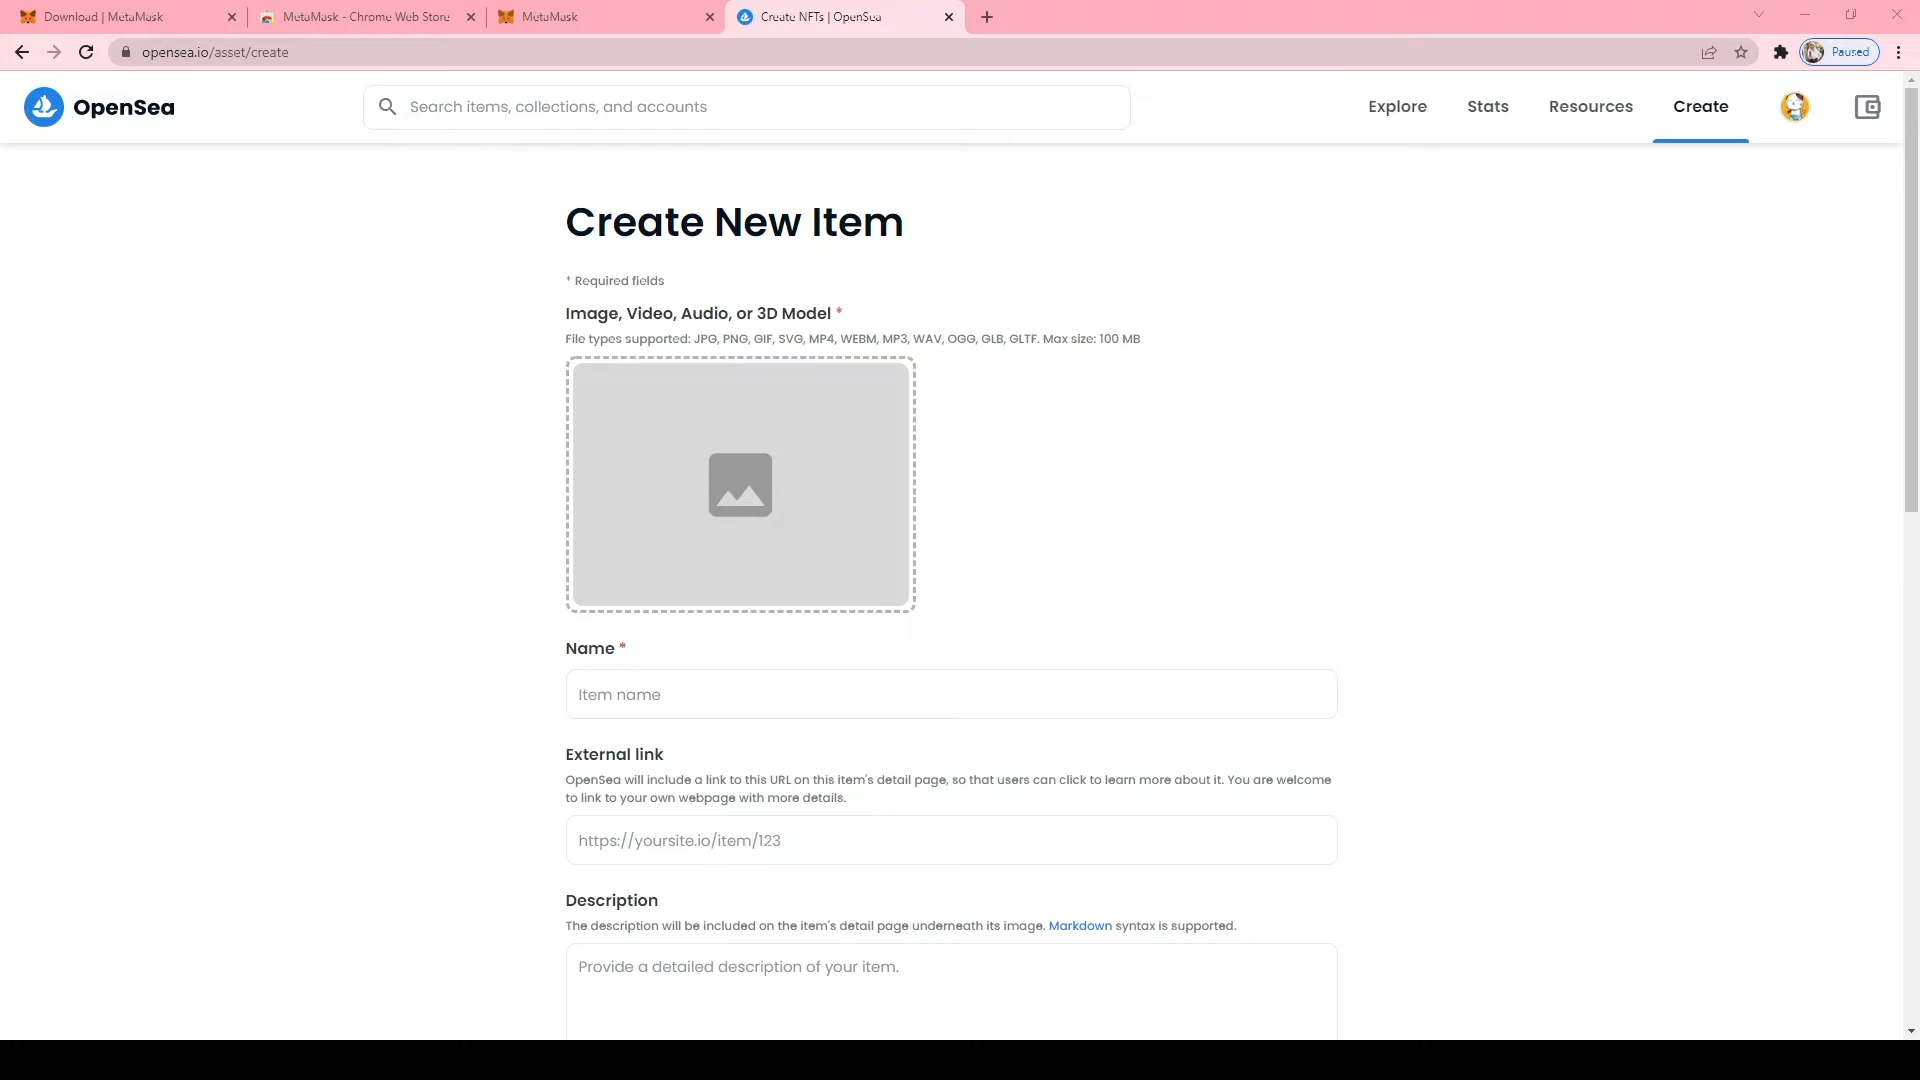 Download | MetaMask
MetaMask - Chrome Web Store
MetaMask
Create NFTs | OpenSea
opensea.io/asset/create
Paused
OpenSea
Search items, collections, and accounts
Explore
Stats
Resources
Create
Create New Item
* Required fields
Image, Video, Audio, or 3D Model *
File types supported: JPG, PNG, GIF, SVG, MP4, WEBM, MP3, WAV, OGG, GLB, GLTF. Max size: 100 MB
Name *
Item name
External link
OpenSea will include a link to this URL on this item's detail page, so that users can click to learn more about it. You are welcome
to link to your own webpage with more details.
https://yoursite.io/item/123
Description
The description will be included on the item's detail page underneath its image. Markdown syntax is supported.
Provide a detailed description of your item.